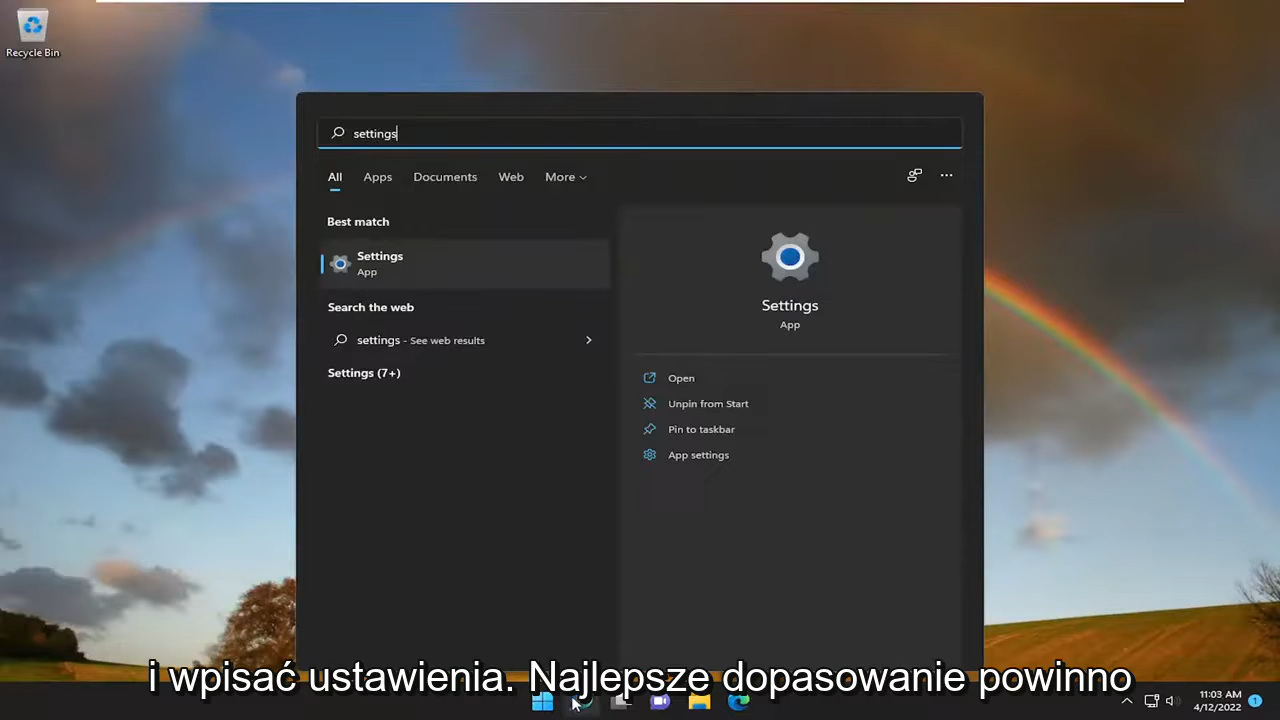 Recycle Bin
settings
All Apps Documents Web More
Best match
Settings
App
Search the web
settings - See web results
Settings (7+)
Settings
App
Open
Unpin from Start
Pin to taskbar
App settings
i wpisać ustawienia. Najlepsze dopasowanie powinno
11:03 AM
4/12/2022
1